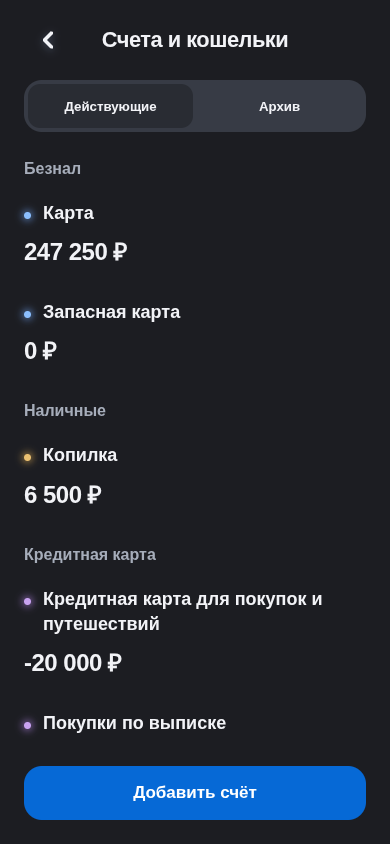 Счета и кошельки
Действующие
Архив
Безнал
Карта
247 250 ₽
Запасная карта
0 ₽
Наличные
Копилка
6 500 ₽
Кредитная карта
Кредитная карта для покупок и
путешествий
-20 000 ₽
Покупки по выписке
Добавить счёт